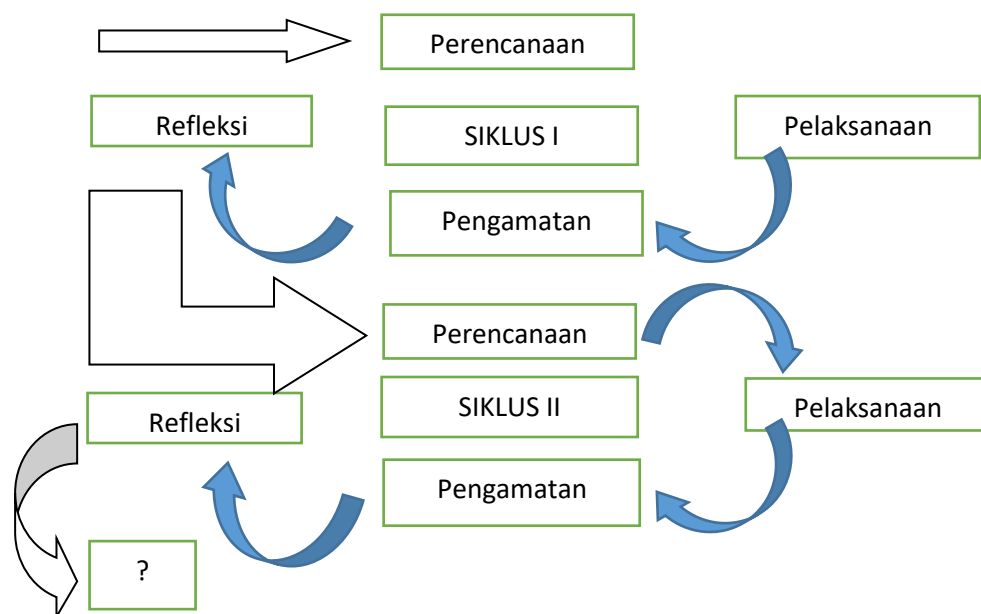 Perencanaan
Refleksi
SIKLUS I
Pelaksanaan
Pengamatan
Perencanaan
Refleksi
SIKLUS II
Pelaksanaan
Pengamatan
?